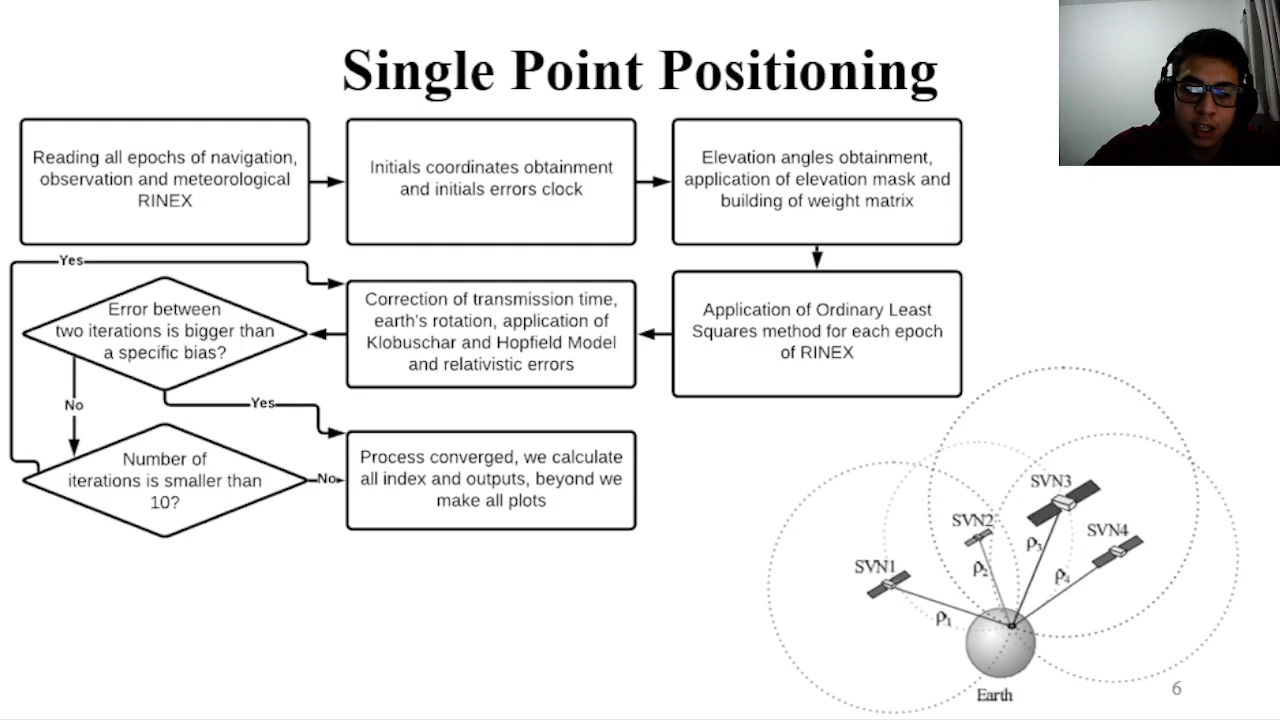 Single Point Positioning
Reading all epochs of navigation,
observation and meteorological
RINEX
Initials coordinates obtainment
and initials errors clock
Elevation angles obtainment,
application of elevation mask and
building of weight matrix
Yes
Error between
two iterations is bigger than
a specific bias?
Correction of transmission time,
earth's rotation, application of
Klobuschar and Hopfield Model
and relativistic errors
Application of Ordinary Least
Squares method for each epoch
of RINEX
No
Yes
Number of
iterations is smaller than
10?
No
Process converged, we calculate
all index and outputs, beyond we
make all plots
SVN1
SVN2
SVN3
SVN4
ρ1
ρ2
ρ3
ρ4
Earth
6